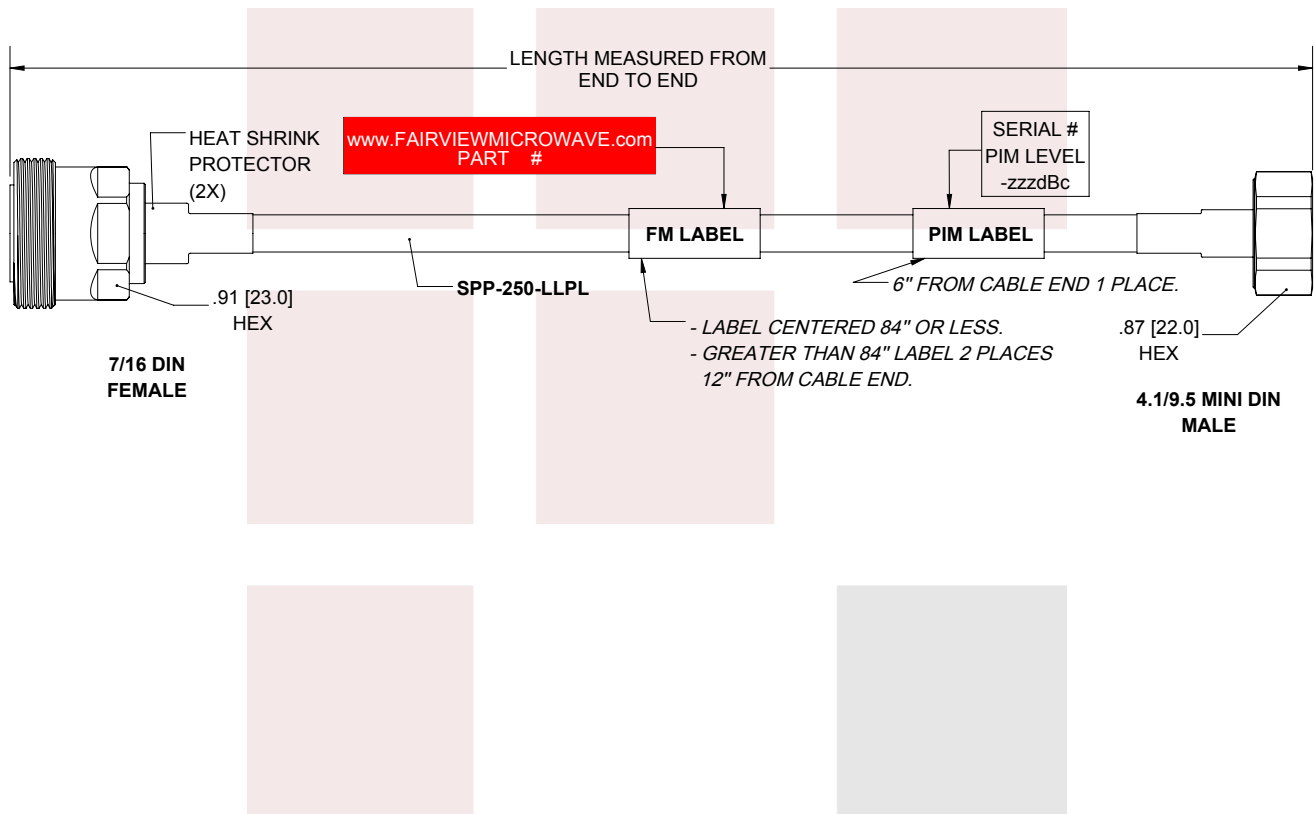 LENGTH MEASURED FROM
END TO END
HEAT SHRINK
PROTECTOR
(2X)
www.FAIRVIEWMICROWAVE.com
PART #
SERIAL #
PIM LEVEL
-zzzdBc
FM LABEL
PIM LABEL
.91 [23.0]
HEX
SPP-250-LLPL
6" FROM CABLE END 1 PLACE.
- LABEL CENTERED 84" OR LESS.
- GREATER THAN 84" LABEL 2 PLACES
12" FROM CABLE END.
.87 [22.0]
HEX
7/16 DIN
FEMALE
4.1/9.5 MINI DIN
MALE